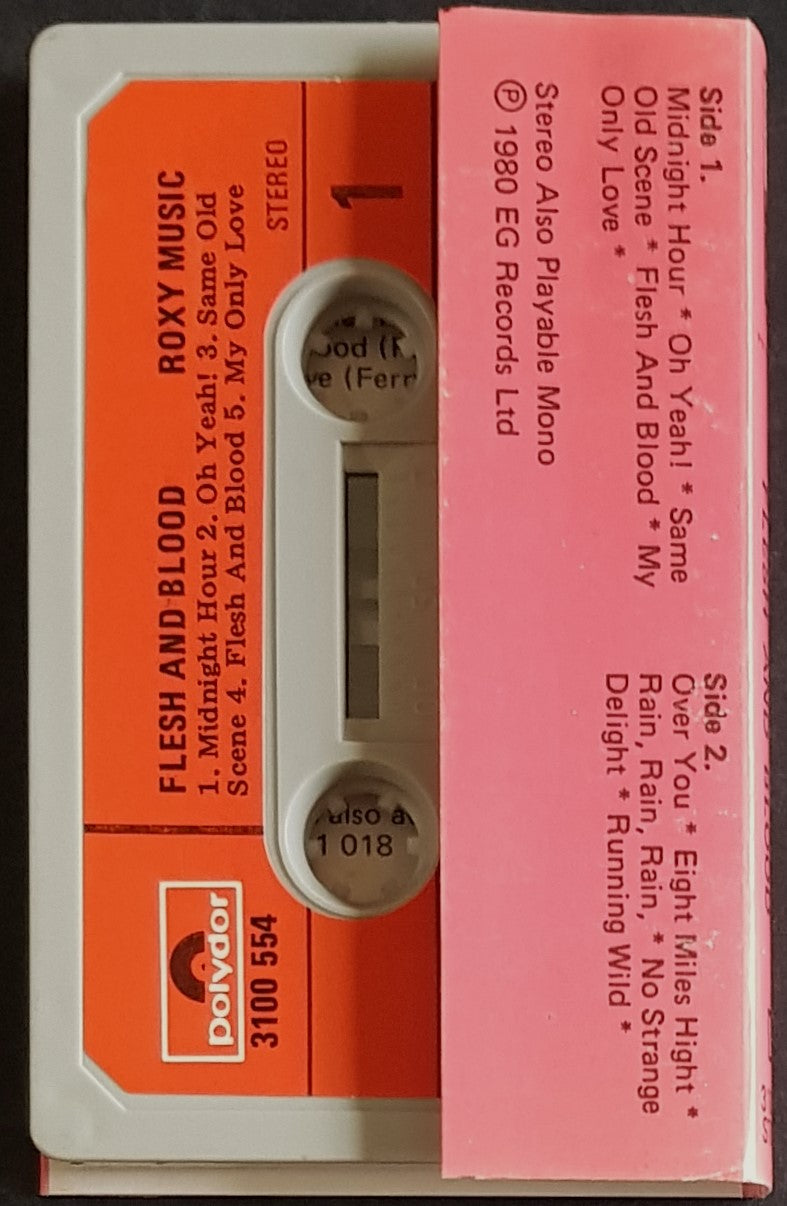 FLESH AND BLOOD ROXY MUSIC
1. Midnight Hour 2. Oh Yeah! 3. Same Old
Scene 4. Flesh And Blood 5. My Only Love
STEREO
1
polydor
3100 554
also
1 018
Side 1.
Midnight Hour * Oh Yeah! * Same
Old Scene * Flesh And Blood * My
Only Love *
Stereo Also Playable Mono
Ⓟ 1980 EG Records Ltd
Side 2.
Over You * Eight Miles Hight *
Rain, Rain, Rain, * No Strange
Delight * Running Wild *